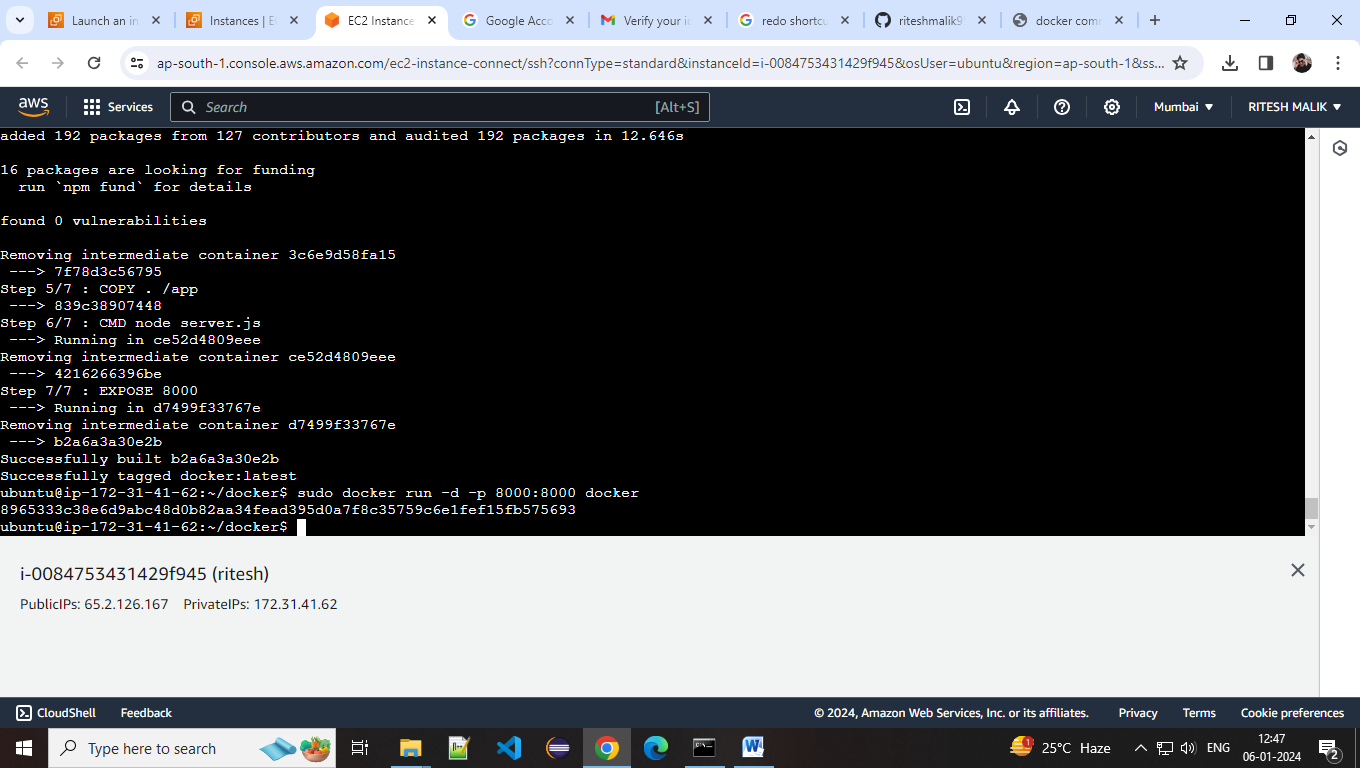 Launch an in
Instances | E
EC2 Instance
Google Acco
Verify your id
redo shortcu
riteshmalik9
docker com
ap-south-1.console.aws.amazon.com/ec2-instance-connect/ssh?connType=standard&instanceId=i-0084753431429f945&osUser=ubuntu&region=ap-south-1&ss...
aws
Services
Search
[Alt+S]
Mumbai
RITESH MALIK
added 192 packages from 127 contributors and audited 192 packages in 12.646s
16 packages are looking for funding
run `npm fund` for details
found 0 vulnerabilities
Removing intermediate container 3c6e9d58fa15
---> 7f78d3c56795
Step 5/7 : COPY . /app
---> 839c38907448
Step 6/7 : CMD node server.js
---> Running in ce52d4809eee
Removing intermediate container ce52d4809eee
---> 4216266396be
Step 7/7 : EXPOSE 8000
---> Running in d7499f33767e
Removing intermediate container d7499f33767e
---> b2a6a3a30e2b
Successfully built b2a6a3a30e2b
Successfully tagged docker:latest
ubuntu@ip-172-31-41-62:~/docker$ sudo docker run -d -p 8000:8000 docker
8965333c38e6d9abc48d0b82aa34fead395d0a7f8c35759c6e1fef15fb575693
ubuntu@ip-172-31-41-62:~/docker$
i-0084753431429f945 (ritesh)
PublicIPs: 65.2.126.167 PrivateIPs: 172.31.41.62
CloudShell
Feedback
© 2024, Amazon Web Services, Inc. or its affiliates.
Privacy
Terms
Cookie preferences
Type here to search
1
25°C Haze
ENG
12:47
06-01-2024
2